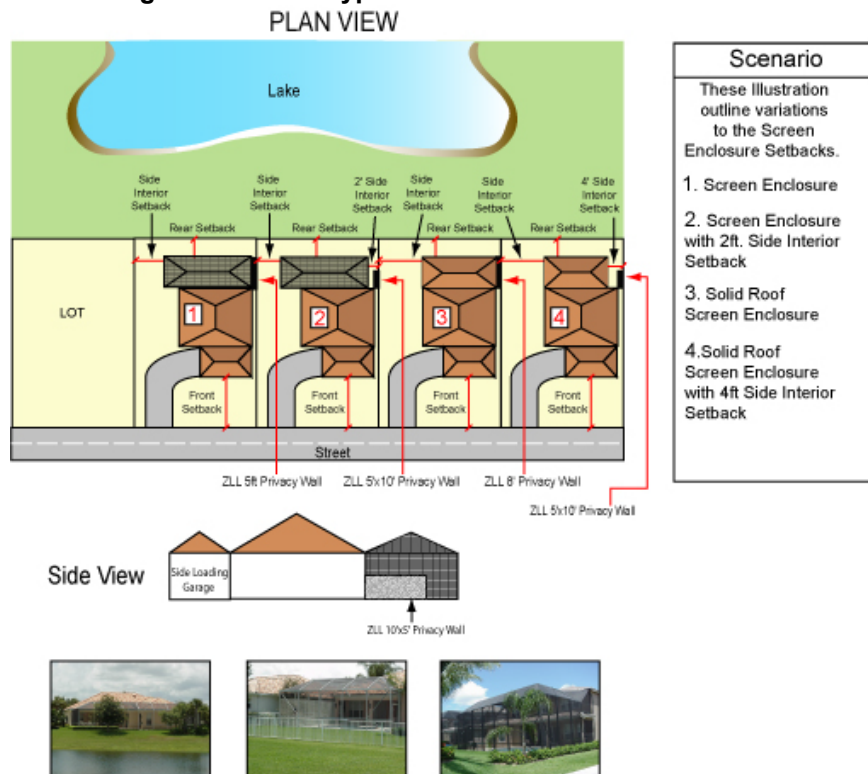 PLAN VIEW
Lake
Side
Interior
Setback
Side
Interior
Setback
2' Side
Interior
Setback
Side
Interior
Setback
Side
Interior
Setback
4' Side
Interior
Setback
Rear Setback
Rear Setback
Rear Setback
Rear Setback
LOT
1
2
3
4
Front
Setback
Front
Setback
Front
Setback
Front
Setback
Street
ZLL 5ft Privacy Wall
ZLL 5'x10' Privacy Wall
ZLL 8' Privacy Wall
ZLL 5'x10' Privacy Wall
Scenario
These Illustration
outline variations
to the Screen
Enclosure Setbacks.
1. Screen Enclosure
2. Screen Enclosure
with 2ft. Side Interior
Setback
3. Solid Roof
Screen Enclosure
4.Solid Roof
Screen Enclosure
with 4ft Side Interior
Setback
Side View
Side Loading
Garage
ZLL 10'x5' Privacy Wall